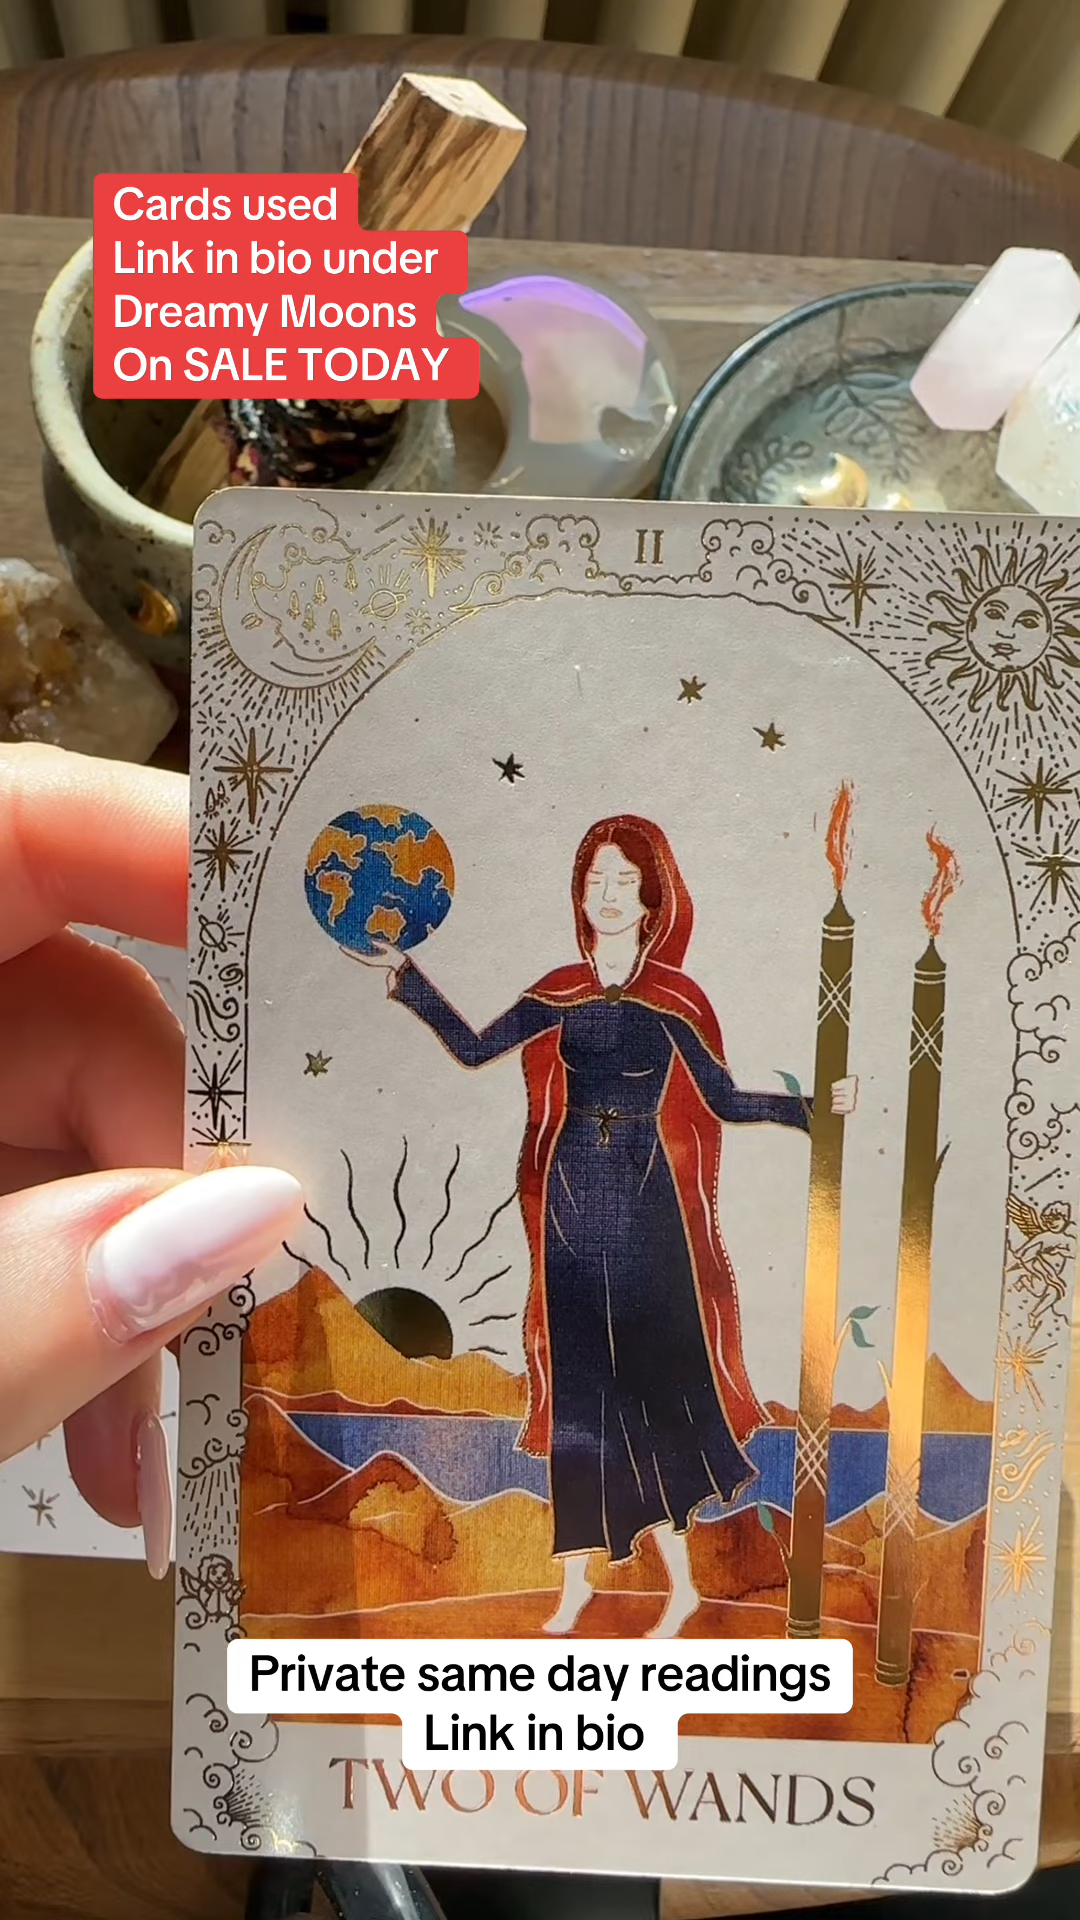 Cards used
Link in bio under
Dreamy Moons
On SALE TODAY
II
Private same day readings
Link in bio
TWO OF WANDS